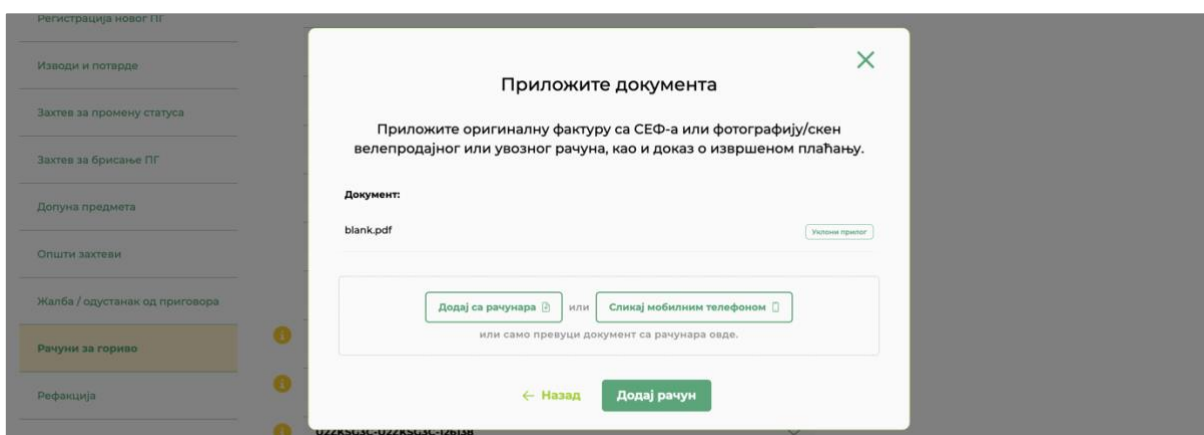 Регистрација новог ПГ
Изводи и потврде
Захтев за промену статуса
Захтев за брисање ПГ
Допуна предмета
Општи захтеви
Жалба / одустанак од приговора
Рачуни за гориво
Рефакција
Приложите документа
Приложите оригиналну фактуру са СЕФ-а или фотографију/скен
велепродајног или увозног рачуна, као и доказ о извршеном плаћању.
Документ:
blank.pdf
Уклони прилог
Додај са рачунара
или
Сликај мобилним телефоном
или само превуци документ са рачунара овде.
← Назад
Додај рачун
UZZKSG3C-UZZKSG3C-126138